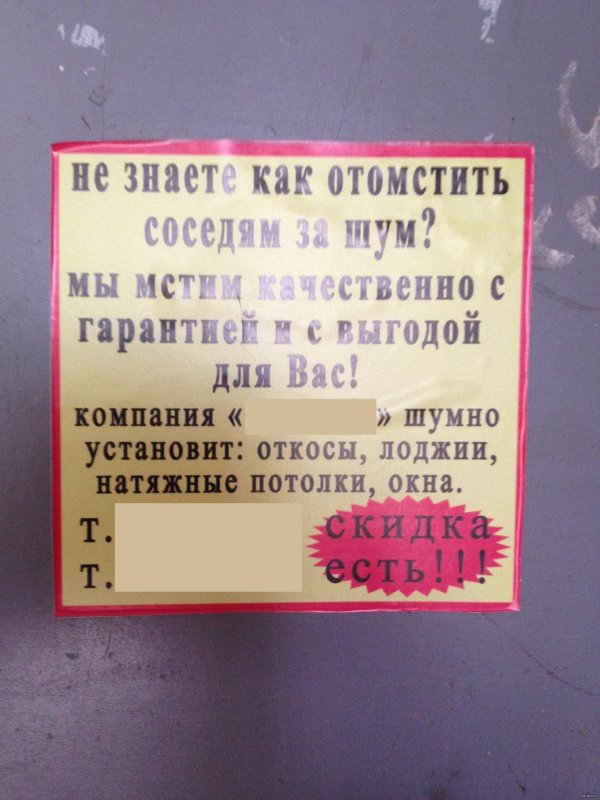 не знаете как отомстить
соседям за шум?
мы мстим качественно с
гарантией и с выгодой
для Вас!
компания « » шумно
установит: откосы, лоджии,
натяжные потолки, окна.
т.
т.
скидка
есть!!!